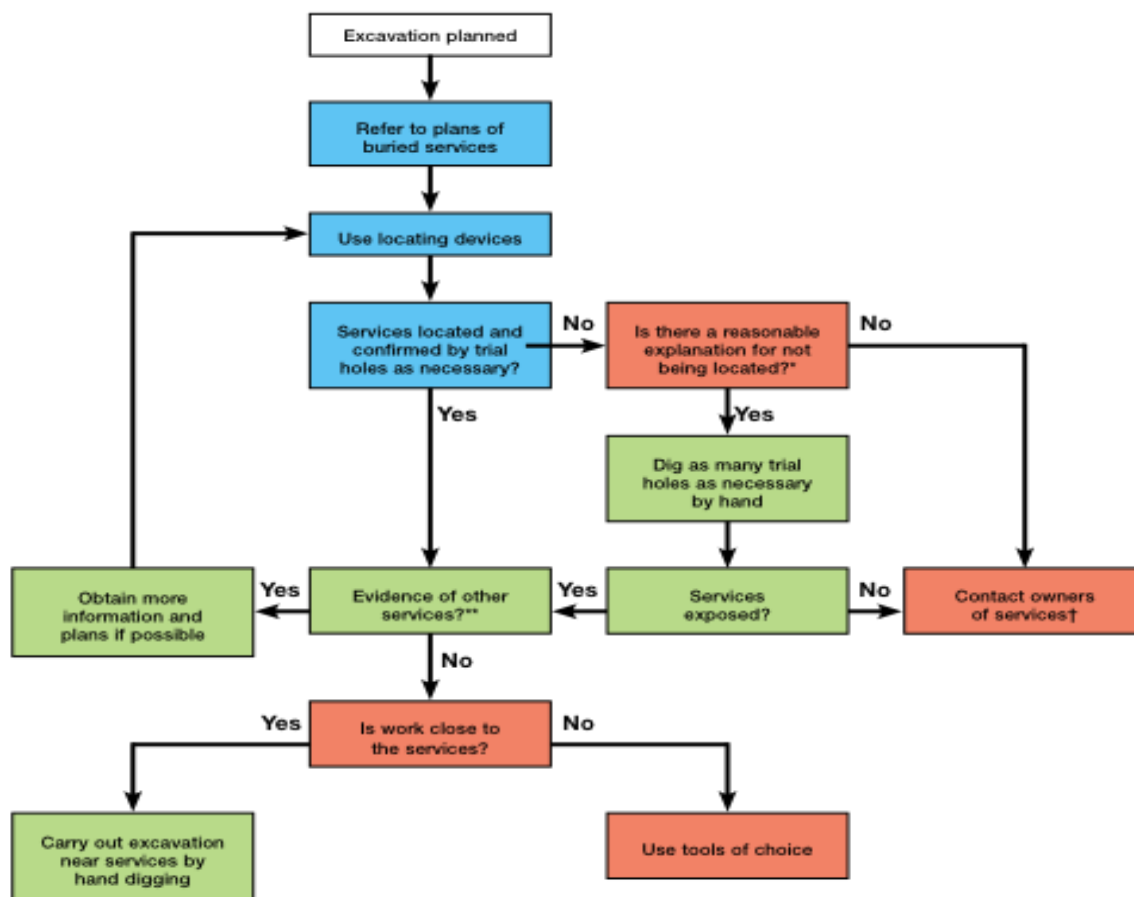 Excavation planned
Refer to plans of
buried services
Use locating devices
Services located and
confirmed by trial
holes as necessary?
No
Is there a reasonable
explanation for not
being located?*
No
Yes
Yes
Dig as many trial
holes as necessary
by hand
Obtain more
information and
plans if possible
Yes
Evidence of other
services?**
Yes
Services
exposed?
No
Contact owners
of services†
No
Yes
Is work close to
the services?
No
Carry out excavation
near services by
hand digging
Use tools of choice